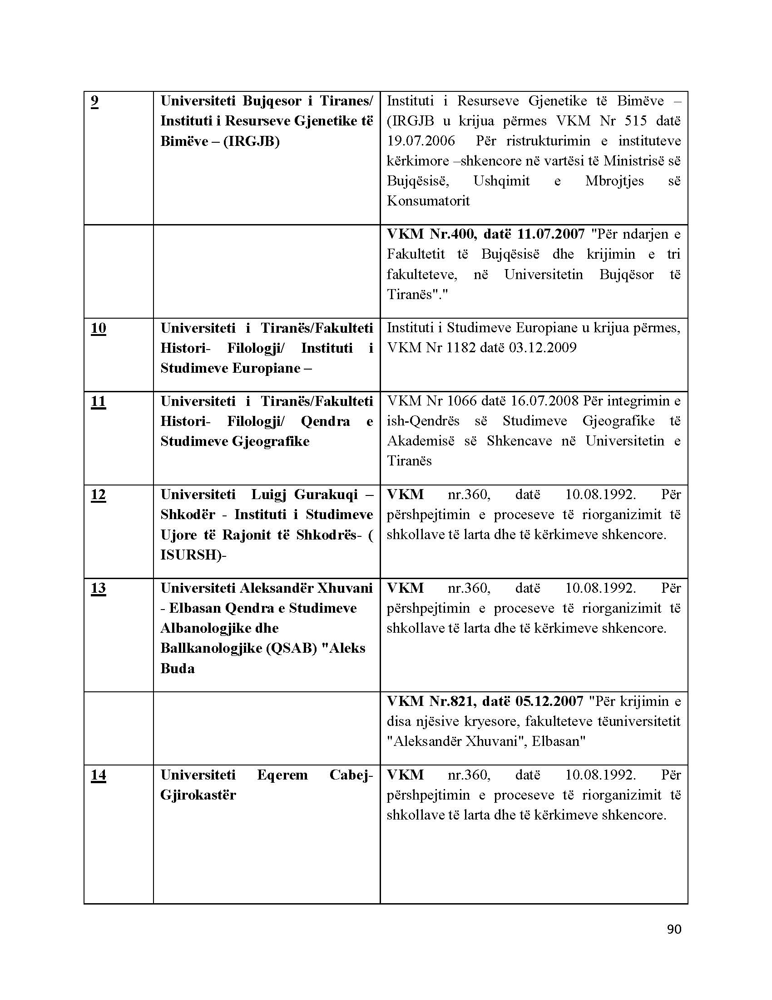 9
Universiteti Bujqesor i Tiranes/
Instituti i Resurseve Gjenetike të
Bimëve – (IRGJB)
Instituti i Resurseve Gjenetike të Bimëve –
(IRGJB u krijua përmes VKM Nr 515 datë
19.07.2006 Për ristrukturimin e instituteve
kërkimore –shkencore në vartësi të Ministrisë së
Bujqësisë, Ushqimit e Mbrojtjes së
Konsumatorit
VKM Nr.400, datë 11.07.2007 "Për ndarjen e
Fakultetit të Bujqësisë dhe krijimin e tri
fakulteteve, në Universitetin Bujqësor të
Tiranës"."
10
Universiteti i Tiranës/Fakulteti
Histori- Filologji/ Instituti i
Studimeve Europiane –
Instituti i Studimeve Europiane u krijua përmes,
VKM Nr 1182 datë 03.12.2009
11
Universiteti i Tiranës/Fakulteti
Histori- Filologji/ Qendra e
Studimeve Gjeografike
VKM Nr 1066 datë 16.07.2008 Për integrimin e
ish-Qendrës së Studimeve Gjeografike të
Akademisë së Shkencave në Universitetin e
Tiranës
12
Universiteti Luigj Gurakuqi –
Shkodër - Instituti i Studimeve
Ujore të Rajonit të Shkodrës- (
ISURSH)-
VKM nr.360, datë 10.08.1992. Për
përshpejtimin e proceseve të riorganizimit të
shkollave të larta dhe të kërkimeve shkencore.
13
Universiteti Aleksandër Xhuvani
- Elbasan Qendra e Studimeve
Albanologjike dhe
Ballkanologjike (QSAB) "Aleks
Buda
VKM nr.360, datë 10.08.1992. Për
përshpejtimin e proceseve të riorganizimit të
shkollave të larta dhe të kërkimeve shkencore.
VKM Nr.821, datë 05.12.2007 "Për krijimin e
disa njësive kryesore, fakulteteve tëuniversitetit
"Aleksandër Xhuvani", Elbasan"
14
Universiteti Eqerem Cabej-
Gjirokastër
VKM nr.360, datë 10.08.1992. Për
përshpejtimin e proceseve të riorganizimit të
shkollave të larta dhe të kërkimeve shkencore.
90